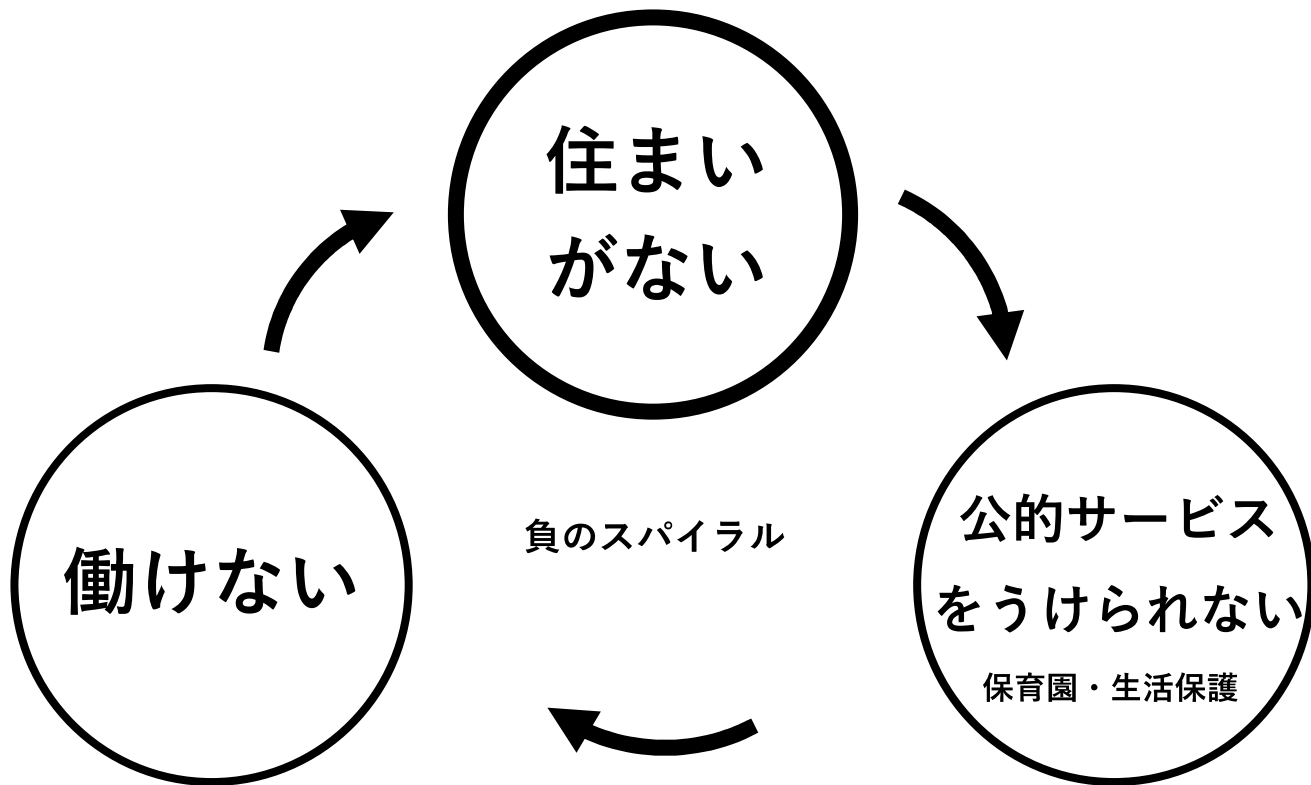 住まい
がない
公的サービス
をうけられない
保育園・生活保護
働けない
負のスパイラル